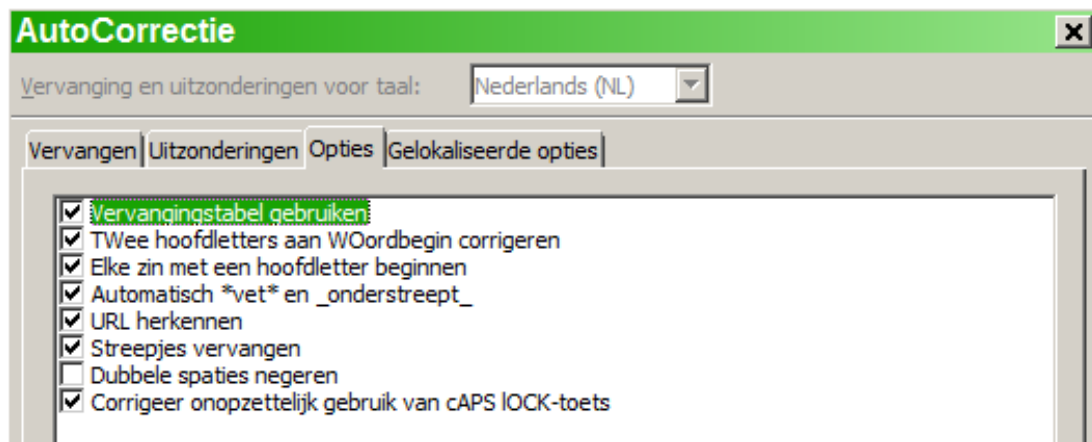 AutoCorrectie
Vervanging en uitzonderingen voor taal: Nederlands (NL)
Vervangen Uitzonderingen Opties Gelokaliseerde opties
Vervangingstabel gebruiken
TWee hoofdletters aan WOordbegin corrigeren
Elke zin met een hoofdletter beginnen
Automatisch *vet* en _onderstreept_
URL herkennen
Streepjes vervangen
Dubbele spaties negeren
Corrigeer onopzettelijk gebruik van cAPS lOCK-toets